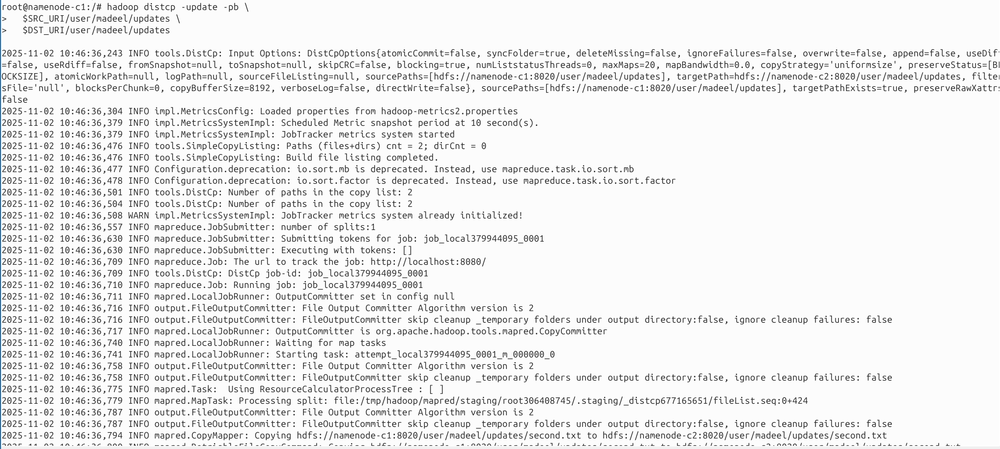 root@namenode-c1:/# hadoop distcp -update -pb \
>   $SRC_URI/user/madeel/updates \
>   $DST_URI/user/madeel/updates
2025-11-02 10:46:36,243 INFO tools.DistCp: Input Options: DistCpOptions{atomicCommit=false, syncFolder=true, deleteMissing=false, ignoreFailures=false, overwrite=false, append=false, useDiff
=false, useRdiff=false, fromSnapshot=null, toSnapshot=null, skipCRC=false, blocking=true, numListstatusThreads=0, maxMaps=20, mapBandwidth=0.0, copyStrategy='uniformsize', preserveStatus=[BL
OCKSIZE], atomicWorkPath=null, logPath=null, sourceFileListing=null, sourcePaths=[hdfs://namenode-c1:8020/user/madeel/updates], targetPath=hdfs://namenode-c2:8020/user/madeel/updates, filter
sFile='null', blocksPerChunk=0, copyBufferSize=8192, verboseLog=false, directWrite=false}, sourcePaths=[hdfs://namenode-c1:8020/user/madeel/updates], targetPathExists=true, preserveRawXattrs
false
2025-11-02 10:46:36,304 INFO impl.MetricsConfig: Loaded properties from hadoop-metrics2.properties
2025-11-02 10:46:36,379 INFO impl.MetricsSystemImpl: Scheduled Metric snapshot period at 10 second(s).
2025-11-02 10:46:36,379 INFO impl.MetricsSystemImpl: JobTracker metrics system started
2025-11-02 10:46:36,476 INFO tools.SimpleCopyListing: Paths (files+dirs) cnt = 2; dirCnt = 0
2025-11-02 10:46:36,476 INFO tools.SimpleCopyListing: Build file listing completed.
2025-11-02 10:46:36,477 INFO Configuration.deprecation: io.sort.mb is deprecated. Instead, use mapreduce.task.io.sort.mb
2025-11-02 10:46:36,478 INFO Configuration.deprecation: io.sort.factor is deprecated. Instead, use mapreduce.task.io.sort.factor
2025-11-02 10:46:36,501 INFO tools.DistCp: Number of paths in the copy list: 2
2025-11-02 10:46:36,504 INFO tools.DistCp: Number of paths in the copy list: 2
2025-11-02 10:46:36,508 WARN impl.MetricsSystemImpl: JobTracker metrics system already initialized!
2025-11-02 10:46:36,557 INFO mapreduce.JobSubmitter: number of splits:1
2025-11-02 10:46:36,630 INFO mapreduce.JobSubmitter: Submitting tokens for job: job_local379944095_0001
2025-11-02 10:46:36,630 INFO mapreduce.JobSubmitter: Executing with tokens: []
2025-11-02 10:46:36,709 INFO mapreduce.Job: The url to track the job: http://localhost:8080/
2025-11-02 10:46:36,709 INFO tools.DistCp: DistCp job-id: job_local379944095_0001
2025-11-02 10:46:36,710 INFO mapreduce.Job: Running job: job_local379944095_0001
2025-11-02 10:46:36,711 INFO mapred.LocalJobRunner: OutputCommitter set in config null
2025-11-02 10:46:36,716 INFO output.FileOutputCommitter: File Output Committer Algorithm version is 2
2025-11-02 10:46:36,716 INFO output.FileOutputCommitter: FileOutputCommitter skip cleanup _temporary folders under output directory:false, ignore cleanup failures: false
2025-11-02 10:46:36,717 INFO mapred.LocalJobRunner: OutputCommitter is org.apache.hadoop.tools.mapred.CopyCommitter
2025-11-02 10:46:36,740 INFO mapred.LocalJobRunner: Waiting for map tasks
2025-11-02 10:46:36,741 INFO mapred.LocalJobRunner: Starting task: attempt_local379944095_0001_m_000000_0
2025-11-02 10:46:36,758 INFO output.FileOutputCommitter: File Output Committer Algorithm version is 2
2025-11-02 10:46:36,758 INFO output.FileOutputCommitter: FileOutputCommitter skip cleanup _temporary folders under output directory:false, ignore cleanup failures: false
2025-11-02 10:46:36,775 INFO mapred.Task:  Using ResourceCalculatorProcessTree : [ ]
2025-11-02 10:46:36,779 INFO mapred.MapTask: Processing split: file:/tmp/hadoop/mapred/staging/root306408745/.staging/_distcp677165651/fileList.seq:0+424
2025-11-02 10:46:36,787 INFO output.FileOutputCommitter: File Output Committer Algorithm version is 2
2025-11-02 10:46:36,787 INFO output.FileOutputCommitter: FileOutputCommitter skip cleanup _temporary folders under output directory:false, ignore cleanup failures: false
2025-11-02 10:46:36,794 INFO mapred.CopyMapper: Copying hdfs://namenode-c1:8020/user/madeel/updates/second.txt to hdfs://namenode-c2:8020/user/madeel/updates/second.txt